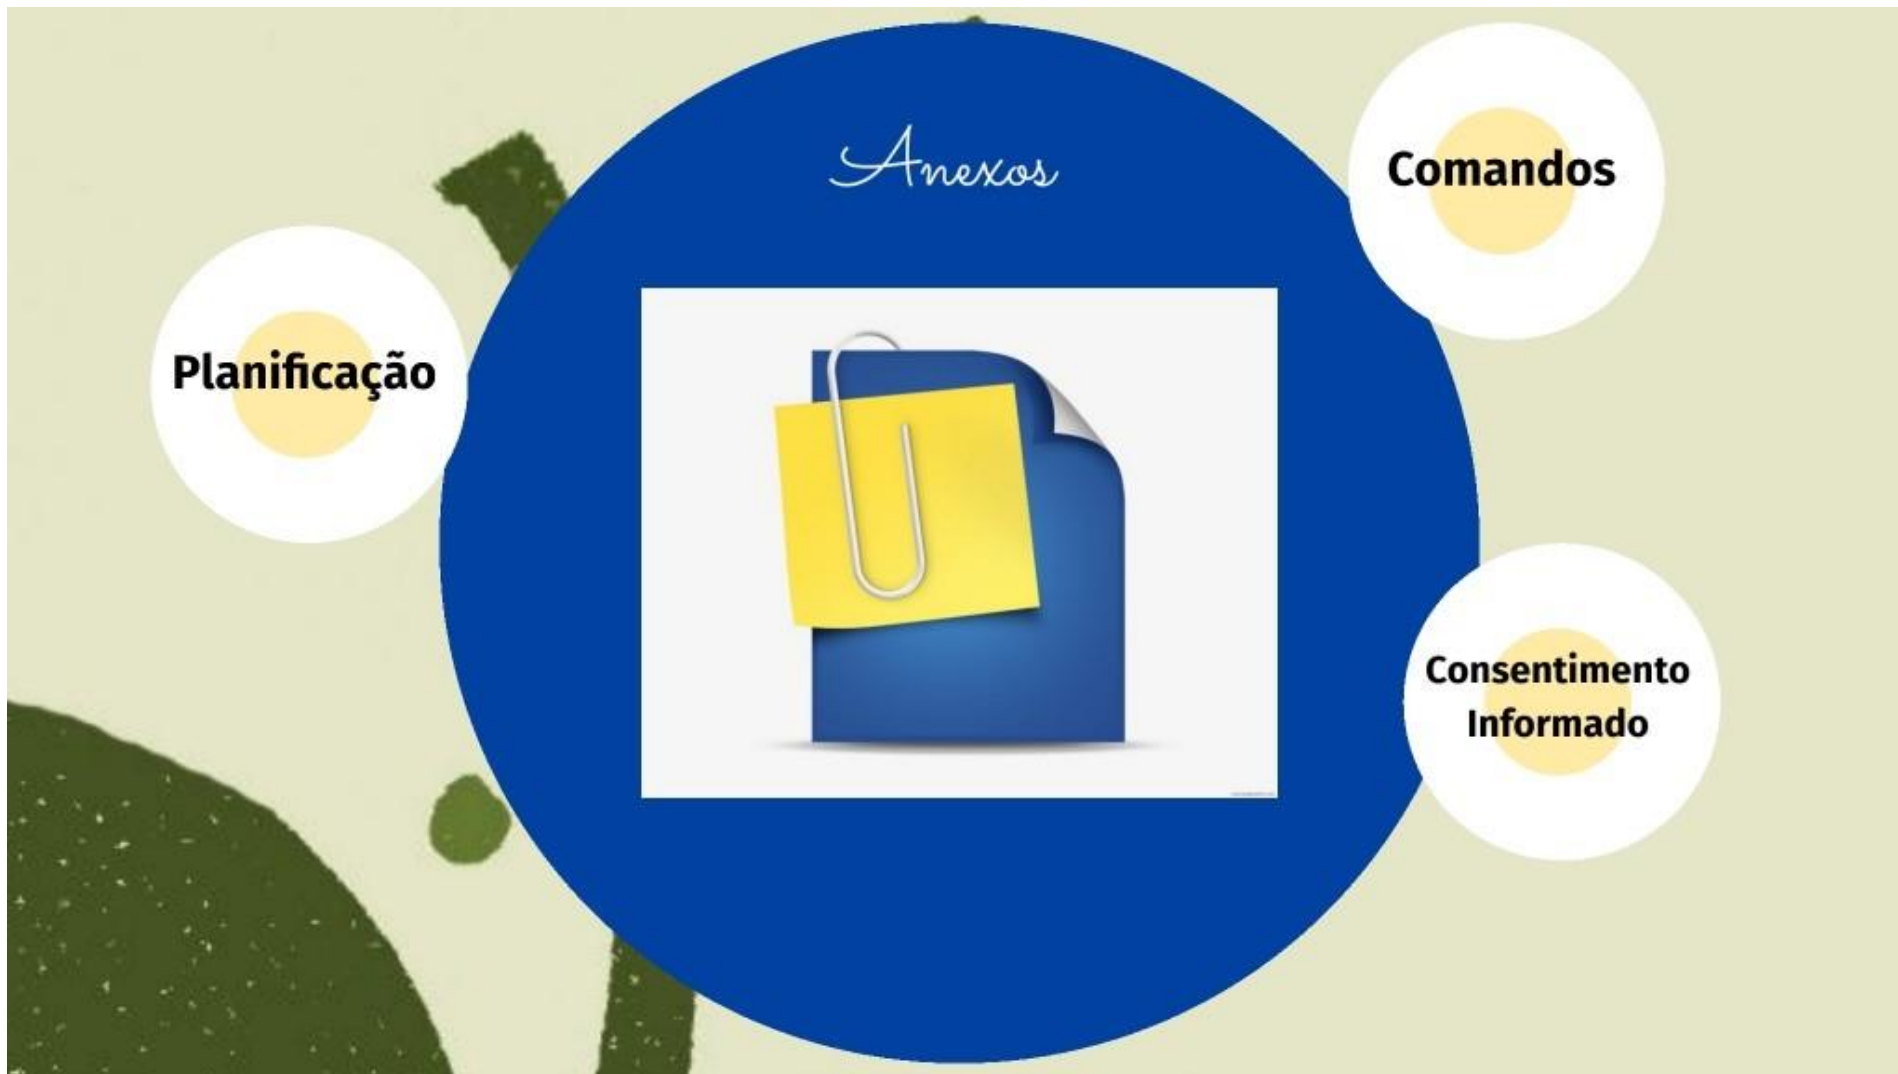 Anexos
Comandos
Planificação
Consentimento
Informado